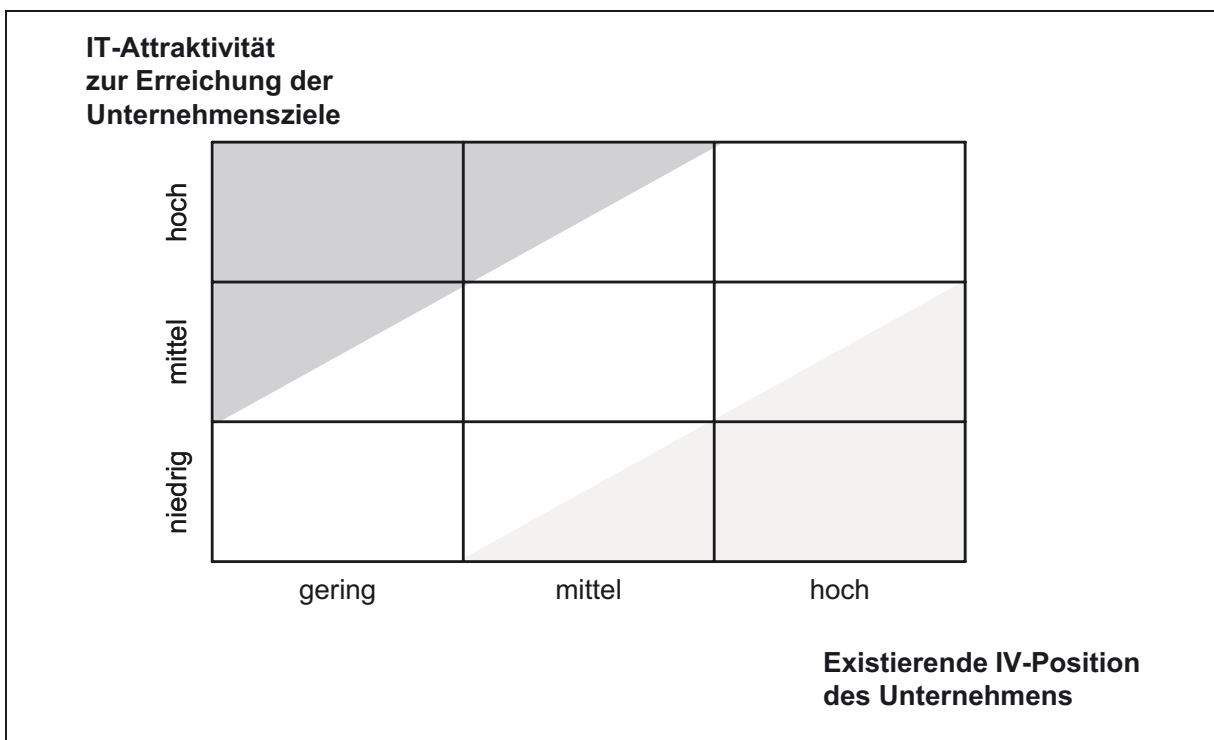 IT-Attraktivität
zur Erreichung der
Unternehmensziele
hoch
mittel
niedrig
gering
mittel
hoch
Existierende IV-Position
des Unternehmens